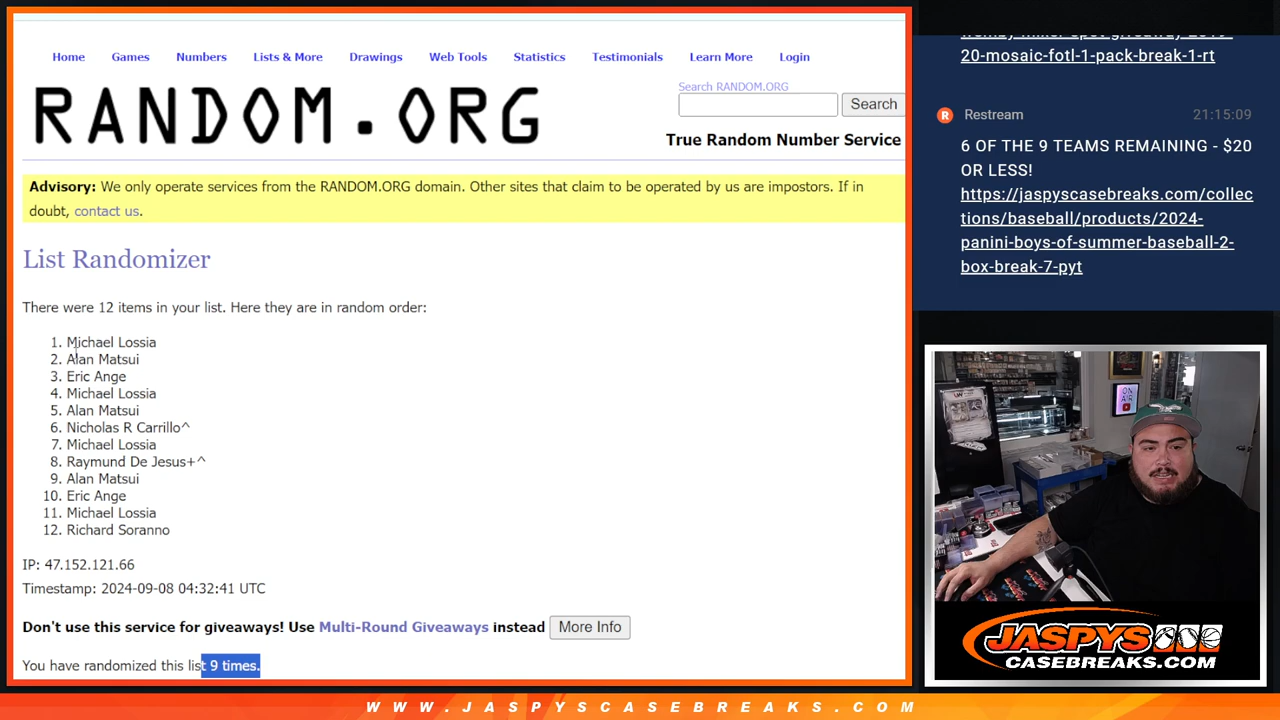 Home Games Numbers Lists & More Drawings Web Tools Statistics Testimonials Learn More Login
RANDOM.ORG
Search RANDOM.ORG
Search
True Random Number Service
Advisory: We only operate services from the RANDOM.ORG domain. Other sites that claim to be operated by us are impostors. If in
doubt, contact us.
List Randomizer
There were 12 items in your list. Here they are in random order:
1. Michael Lossia
2. Alan Matsui
3. Eric Ange
4. Michael Lossia
5. Alan Matsui
6. Nicholas R Carrillo^
7. Michael Lossia
8. Raymund De Jesus+^
9. Alan Matsui
10. Eric Ange
11. Michael Lossia
12. Richard Soranno
IP: 47.152.121.66
Timestamp: 2024-09-08 04:32:41 UTC
Don't use this service for giveaways! Use Multi-Round Giveaways instead More Info
You have randomized this list 9 times.
20-mosaic-fotl-1-pack-break-1-rt
R Restream 21:15:09
6 OF THE 9 TEAMS REMAINING - $20
OR LESS!
https://jaspyscasebreaks.com/collec
tions/baseball/products/2024-
panini-boys-of-summer-baseball-2-
box-break-7-pyt
ON
AIR
JASPYS
CASEBREAKS.COM
WWW.JASPYSCASEBREAKS.COM